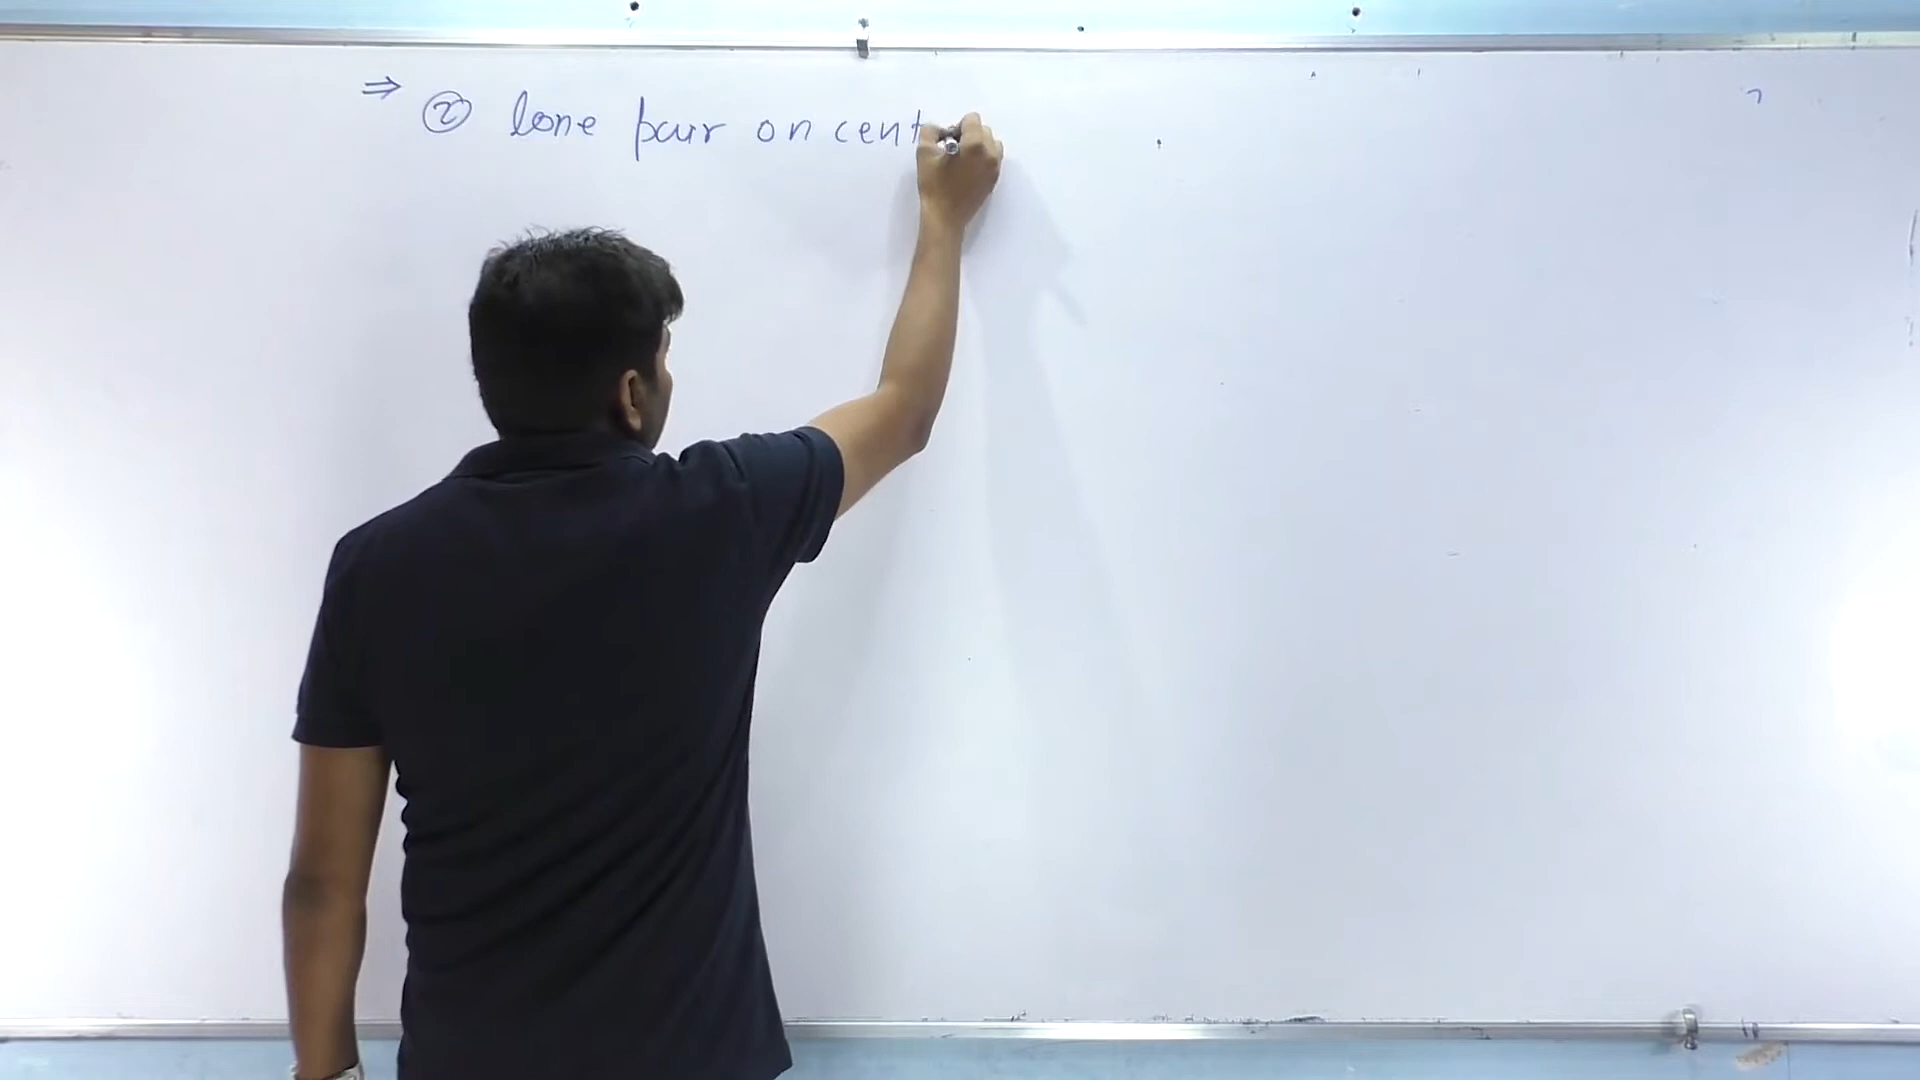 ⇒ ② lone pair on cent